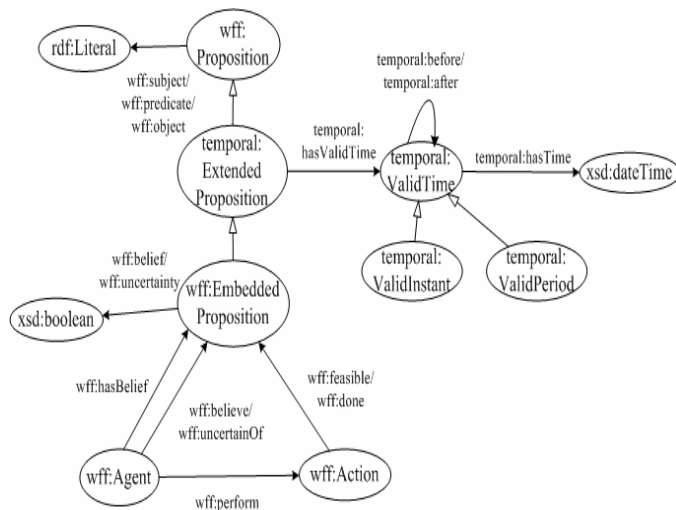 wff:
Proposition
rdf:Literal
wff:subject/
wff:predicate/
wff:object
temporal:before/
temporal:after
temporal:
Extended
Proposition
temporal:
hasValidTime
temporal:
ValidTime
temporal:hasTime
xsd:dateTime
temporal:
ValidInstant
temporal:
ValidPeriod
wff:belief/
wff:uncertainty
wff:Embedded
Proposition
xsd:boolean
wff:hasBelief
wff:believe/
wff:uncertainOf
wff:feasible/
wff:done
wff:Agent
wff:Action
wff:perform